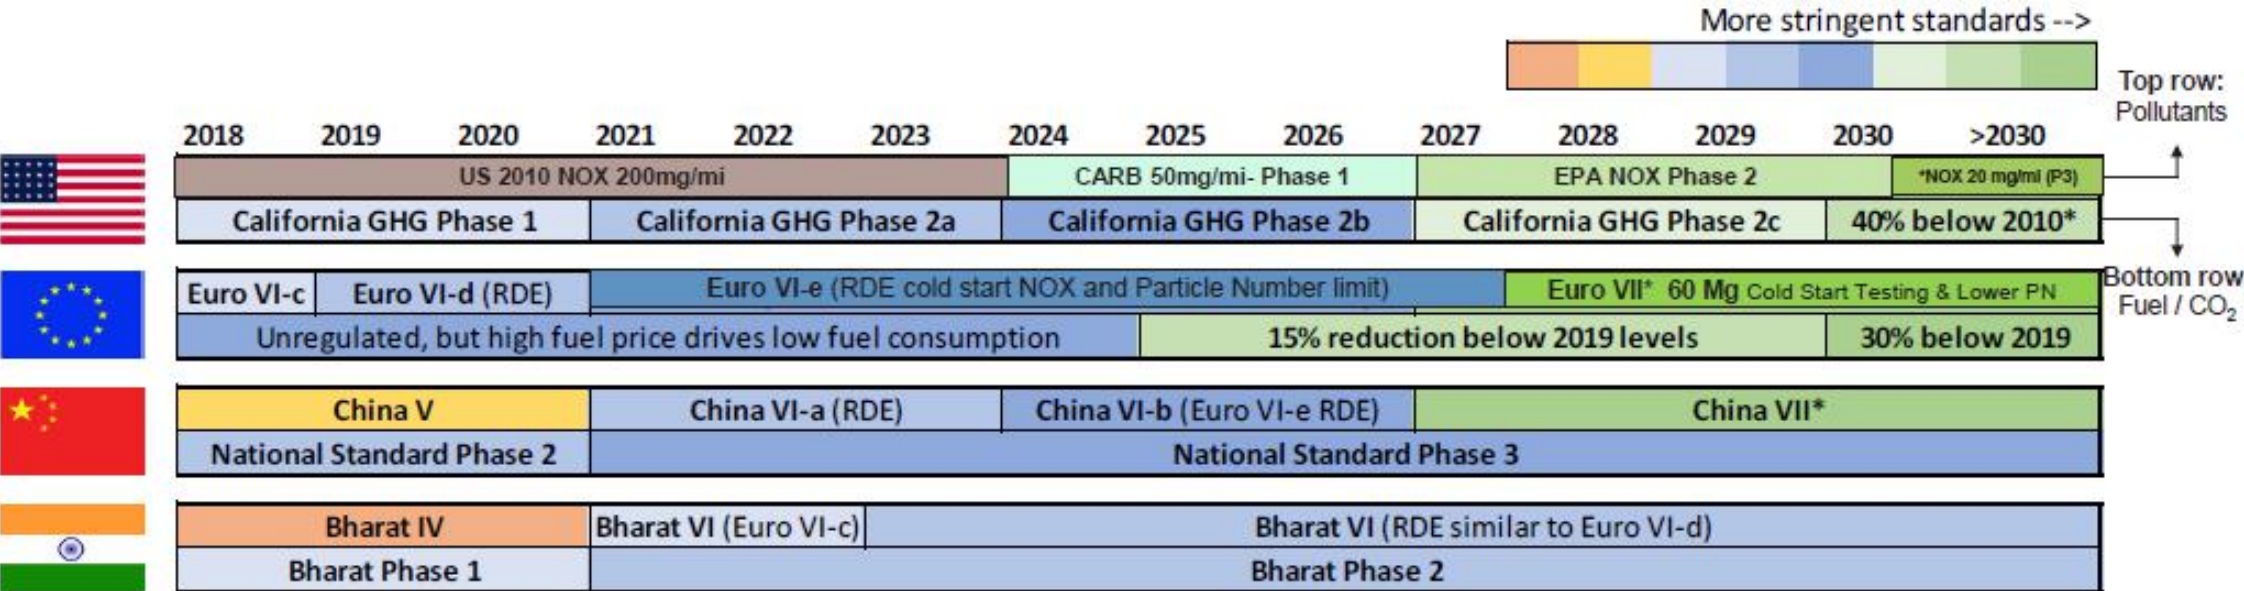 More stringent standards -->
Top row:
Pollutants
2018 2019 2020 2021 2022 2023 2024 2025 2026 2027 2028 2029 2030 >2030
US 2010 NOX 200mg/mi CARB 50mg/mi- Phase 1 EPA NOX Phase 2 *NOX 20 mg/ml (P3)
California GHG Phase 1 California GHG Phase 2a California GHG Phase 2b California GHG Phase 2c 40% below 2010*
Bottom row
Fuel / CO2
Euro VI-c Euro VI-d (RDE) Euro VI-e (RDE cold start NOX and Particle Number limit) Euro VII* 60 Mg Cold Start Testing & Lower PN
Unregulated, but high fuel price drives low fuel consumption 15% reduction below 2019 levels 30% below 2019
China V China VI-a (RDE) China VI-b (Euro VI-e RDE) China VII*
National Standard Phase 2 National Standard Phase 3
Bharat IV Bharat VI (Euro VI-c) Bharat VI (RDE similar to Euro VI-d)
Bharat Phase 1 Bharat Phase 2